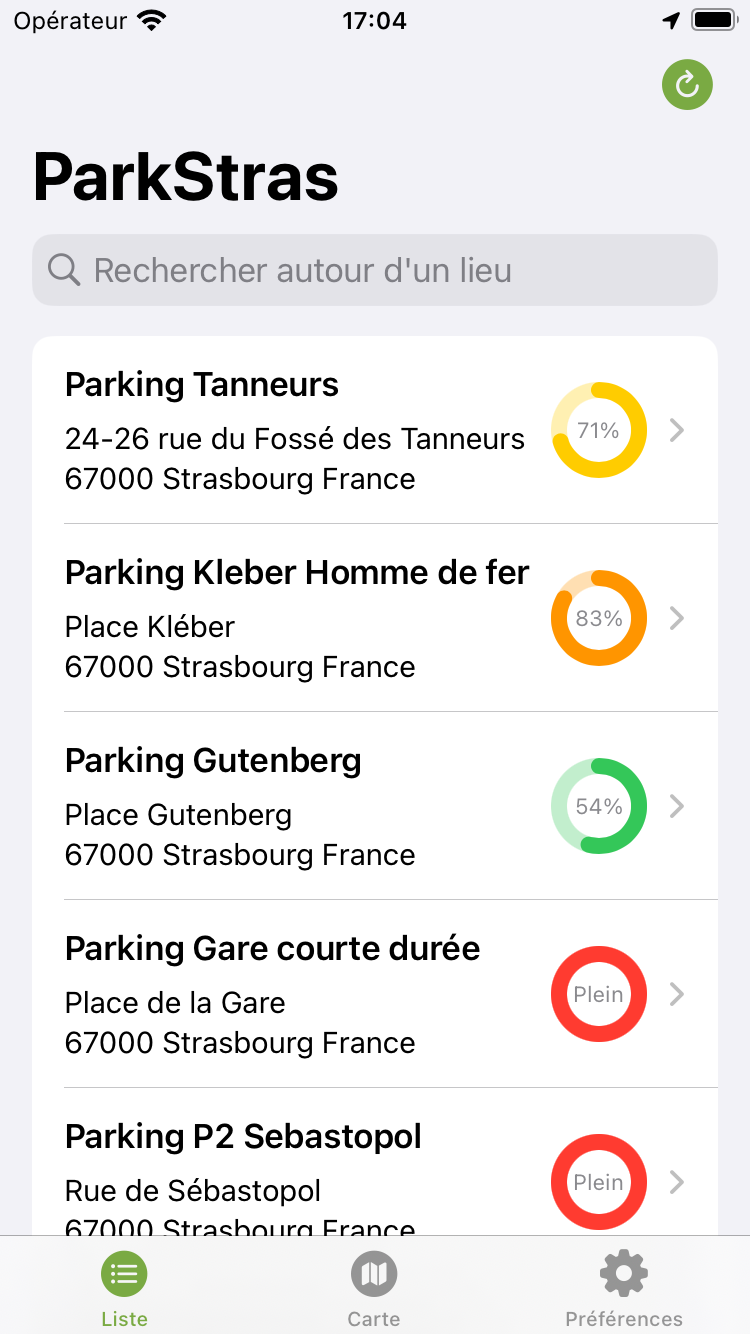 Opérateur 17:04
ParkStras
Rechercher autour d'un lieu
Parking Tanneurs
24-26 rue du Fossé des Tanneurs
67000 Strasbourg France
71%
Parking Kleber Homme de fer
Place Kléber
67000 Strasbourg France
83%
Parking Gutenberg
Place Gutenberg
67000 Strasbourg France
54%
Parking Gare courte durée
Place de la Gare
67000 Strasbourg France
Plein
Parking P2 Sebastopol
Rue de Sébastopol
67000 Strasbourg France
Plein
Liste
Carte
Préférences